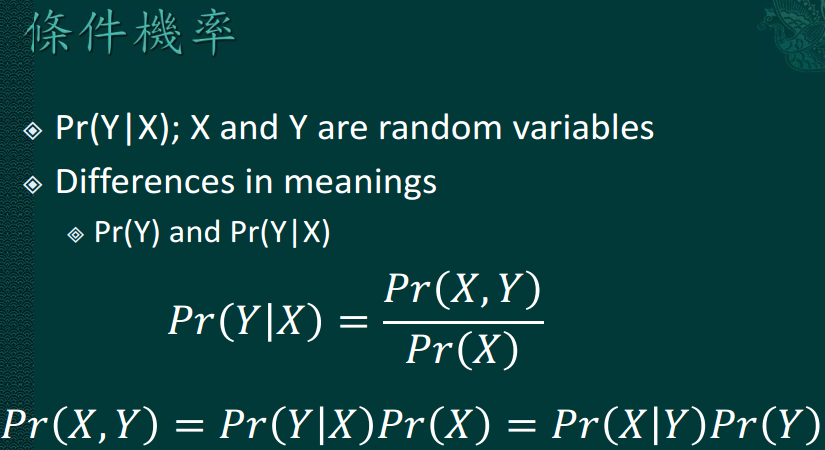 條件機率
Pr(Y|X); X and Y are random variables
Differences in meanings
Pr(Y) and Pr(Y|X)
Pr(Y|X) = Pr(X,Y) / Pr(X)
Pr(X,Y) = Pr(Y|X)Pr(X) = Pr(X|Y)Pr(Y)